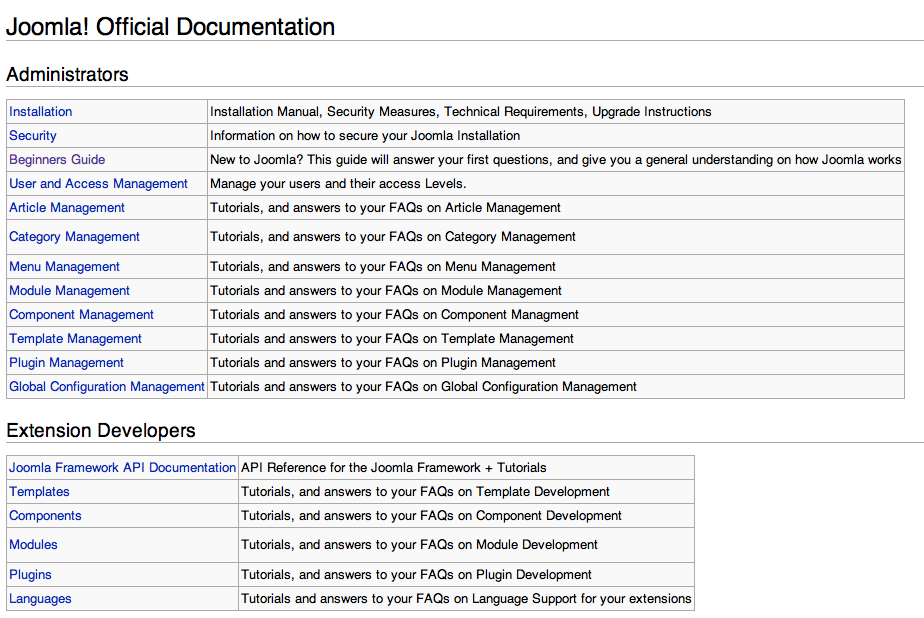 Joomla! Official Documentation
Administrators
Installation Installation Manual, Security Measures, Technical Requirements, Upgrade Instructions
Security Information on how to secure your Joomla Installation
Beginners Guide New to Joomla? This guide will answer your first questions, and give you a general understanding on how Joomla works
User and Access Management Manage your users and their access Levels.
Article Management Tutorials, and answers to your FAQs on Article Management
Category Management Tutorials, and answers to your FAQs on Category Management
Menu Management Tutorials, and answers to your FAQs on Menu Management
Module Management Tutorials and answers to your FAQs on Module Management
Component Management Tutorials and answers to your FAQs on Component Managment
Template Management Tutorials and answers to your FAQs on Template Management
Plugin Management Tutorials and answers to your FAQs on Plugin Management
Global Configuration Management Tutorials and answers to your FAQs on Global Configuration Management
Extension Developers
Joomla Framework API Documentation API Reference for the Joomla Framework + Tutorials
Templates Tutorials, and answers to your FAQs on Template Development
Components Tutorials, and answers to your FAQs on Component Development
Modules Tutorials, and answers to your FAQs on Module Development
Plugins Tutorials, and answers to your FAQs on Plugin Development
Languages Tutorials and answers to your FAQs on Language Support for your extensions